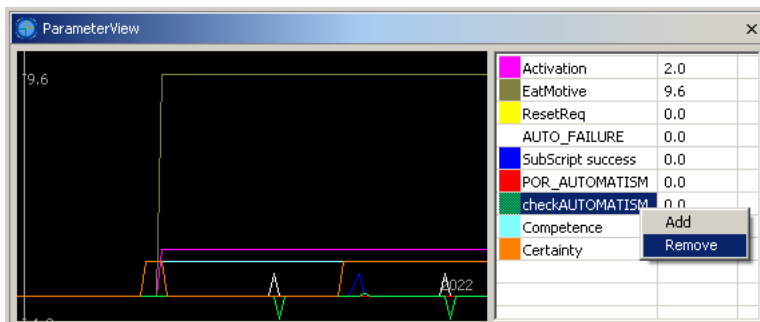 ParameterView
9.6
Activation 2.0
EatMotive 9.6
ResetReq 0.0
AUTO_FAILURE 0.0
SubScript success 0.0
POR_AUTOMATISM 0.0
checkAUTOMATISM 0.0
Competence
Certainty
Add
Remove
0022